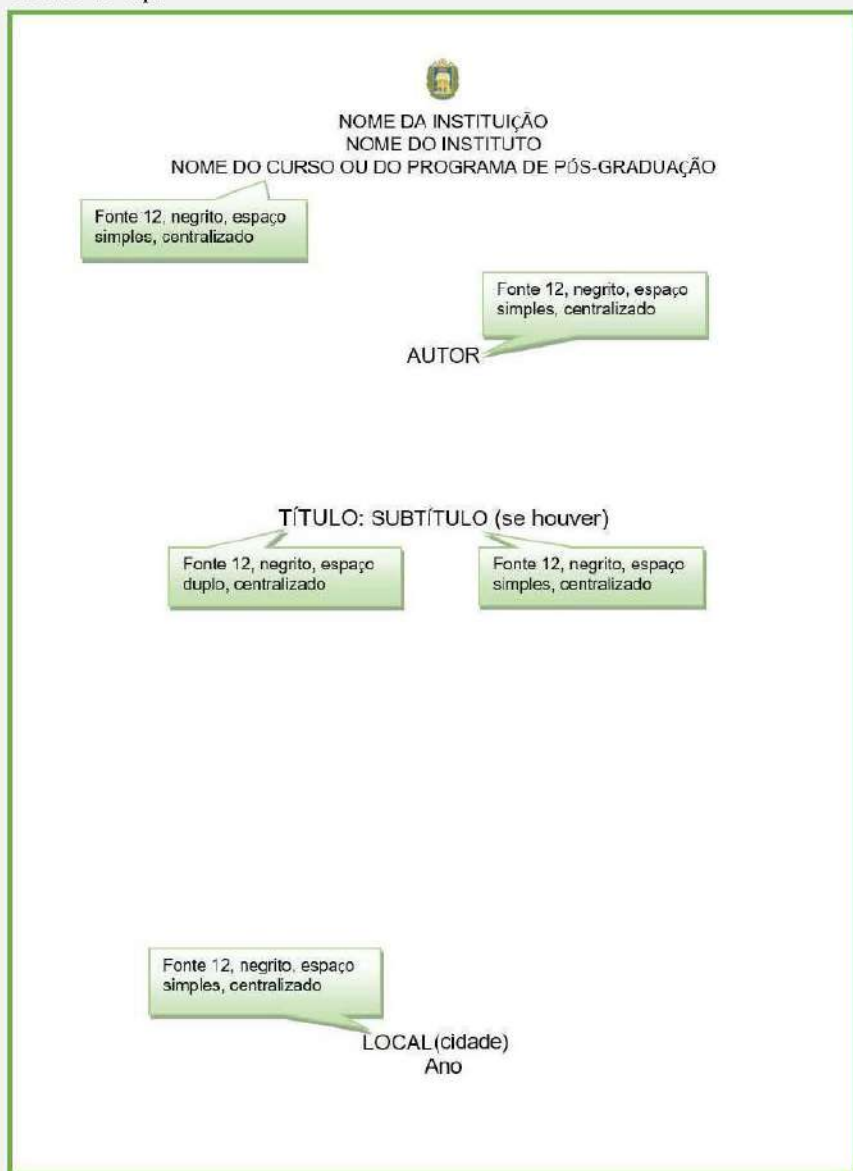 NOME DA INSTITUIÇÃO
NOME DO INSTITUTO
NOME DO CURSO OU DO PROGRAMA DE PÓS-GRADUAÇÃO
Fonte 12, negrito, espaço
simples, centralizado
Fonte 12, negrito, espaço
simples, centralizado
AUTOR
TÍTULO: SUBTÍTULO (se houver)
Fonte 12, negrito, espaço
duplo, centralizado
Fonte 12, negrito, espaço
simples, centralizado
Fonte 12, negrito, espaço
simples, centralizado
LOCAL(cidade)
Ano